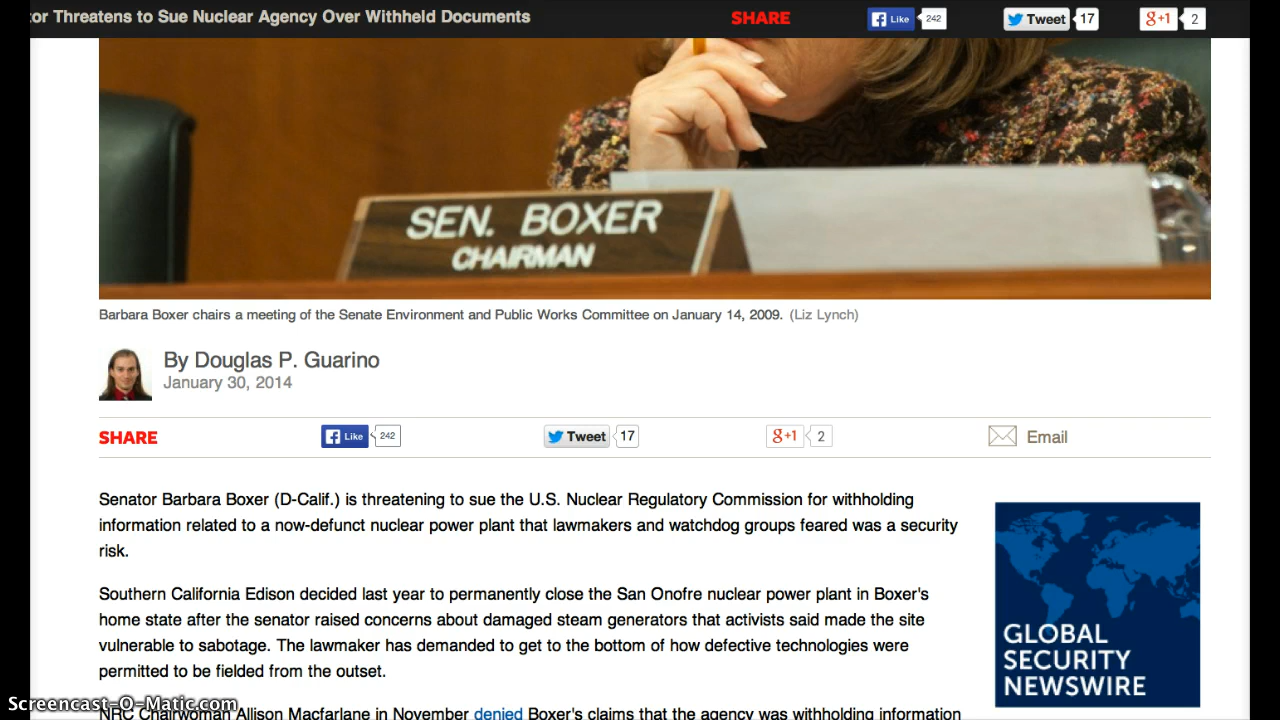 or Threatens to Sue Nuclear Agency Over Withheld Documents
SHARE
Like 242
Tweet 17
g+1 2
SEN. BOXER
CHAIRMAN
Barbara Boxer chairs a meeting of the Senate Environment and Public Works Committee on January 14, 2009. (Liz Lynch)
By Douglas P. Guarino
January 30, 2014
SHARE
Like 242
Tweet 17
g+1 2
Email
Senator Barbara Boxer (D-Calif.) is threatening to sue the U.S. Nuclear Regulatory Commission for withholding
information related to a now-defunct nuclear power plant that lawmakers and watchdog groups feared was a security
risk.
Southern California Edison decided last year to permanently close the San Onofre nuclear power plant in Boxer's
home state after the senator raised concerns about damaged steam generators that activists said made the site
vulnerable to sabotage. The lawmaker has demanded to get to the bottom of how defective technologies were
permitted to be fielded from the outset.
NRC Chairwoman Allison Macfarlane in November denied Boxer's claims that the agency was withholding information
GLOBAL
SECURITY
NEWSWIRE
Screencast-O-Matic.com